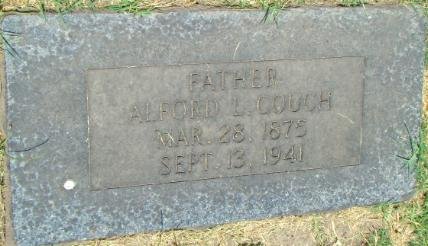 FATHER
ALFORD L. COUCH
MAR. 28, 1875
SEPT. 13, 1941